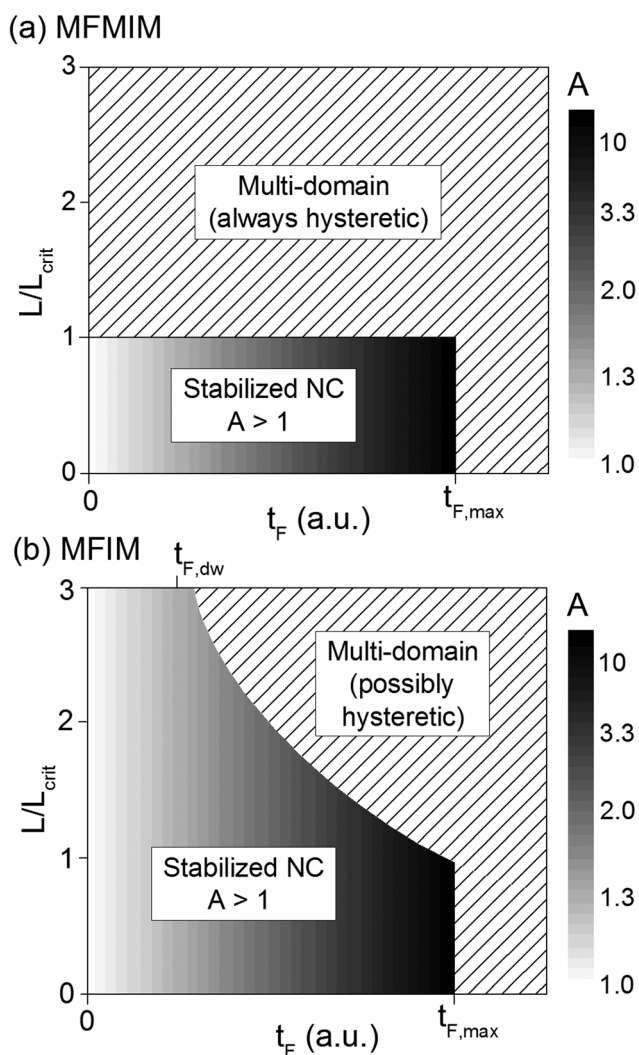 (a) MFMIM
3
2
1
0
L/Lcrit
Multi-domain
(always hysteretic)
Stabilized NC
A > 1
0
tF,max
tF (a.u.)
A
10
3.3
2.0
1.3
1.0
(b) MFIM
tF,dw
3
2
1
0
L/Lcrit
Multi-domain
(possibly
hysteretic)
Stabilized NC
A > 1
0
tF,max
tF (a.u.)
A
10
3.3
2.0
1.3
1.0